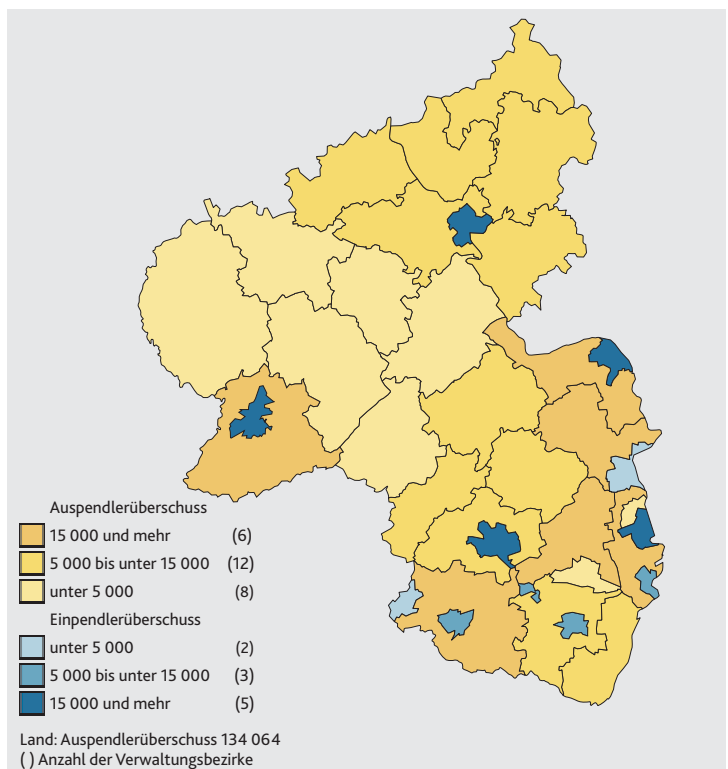 Auspendlerüberschuss
15 000 und mehr (6)
5 000 bis unter 15 000 (12)
unter 5 000 (8)
Einpendlerüberschuss
unter 5 000 (2)
5 000 bis unter 15 000 (3)
15 000 und mehr (5)
Land: Auspendlerüberschuss 134 064
( ) Anzahl der Verwaltungsbezirke